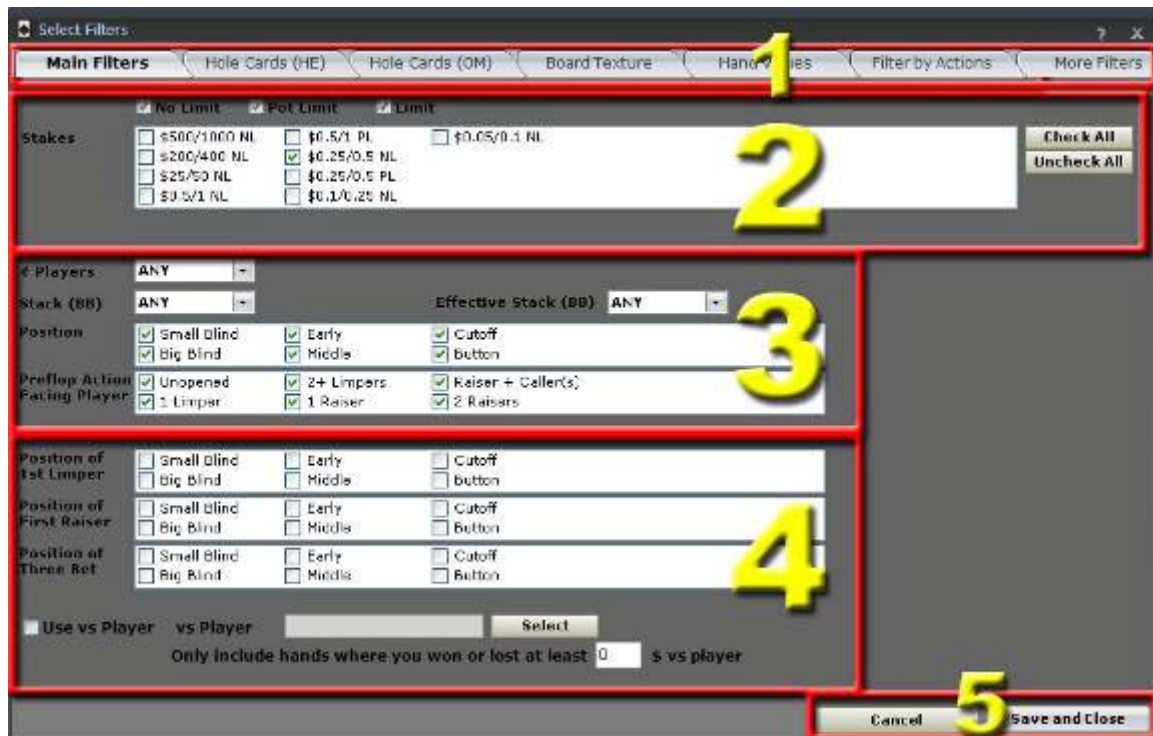 Select Filters ? X
Main Filters Hole Cards (HE) Hole Cards (OM) Board Texture Hand Values Filter by Actions More Filters
1
No Limit Pot Limit Limit
Stakes $500/1000 NL $0.5/1 PL $0.05/0.1 NL Check All
$200/400 NL $0.25/0.5 NL Uncheck All
$25/50 NL $0.25/0.5 PL
$0.5/1 NL $0.1/0.25 NL
2
# Players ANY
Stack (BB) ANY Effective Stack (BB) ANY
Position Small Blind Early Cutoff
Big Blind Middle Button
Preflop Action Unopened 2+ Limpers Raiser + Caller(s)
Facing Player 1 Limper 1 Raiser 2 Raisers
3
Position of Small Blind Early Cutoff
1st Limper Big Blind Middle Button
Position of Small Blind Early Cutoff
First Raiser Big Blind Middle Button
Position of Small Blind Early Cutoff
Three Bet Big Blind Middle Button
4
Use vs Player vs Player Select
Only include hands where you won or lost at least 0 $ vs player
Cancel 5 Save and Close